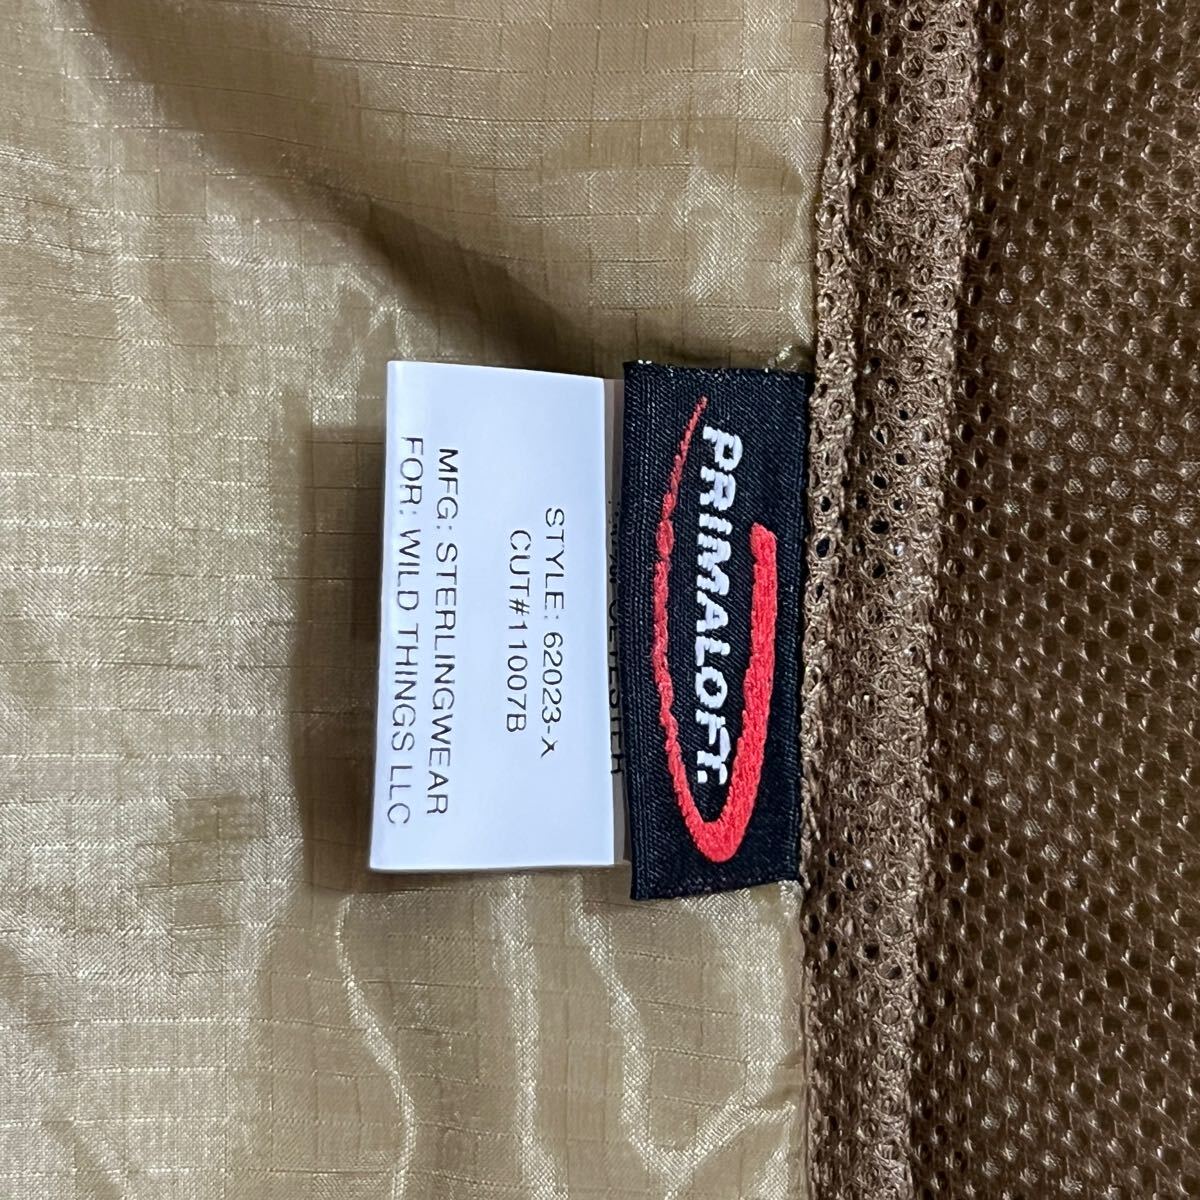 PRIMALOFT.
STYLE: 62023-X
CUT#11007B
MFG: STERLINGWEAR
FOR: WILD THINGS LLC